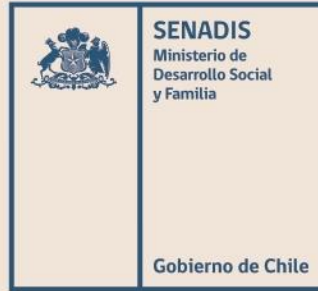 SENADIS
Ministerio de
Desarrollo Social
y Familia
Gobierno de Chile